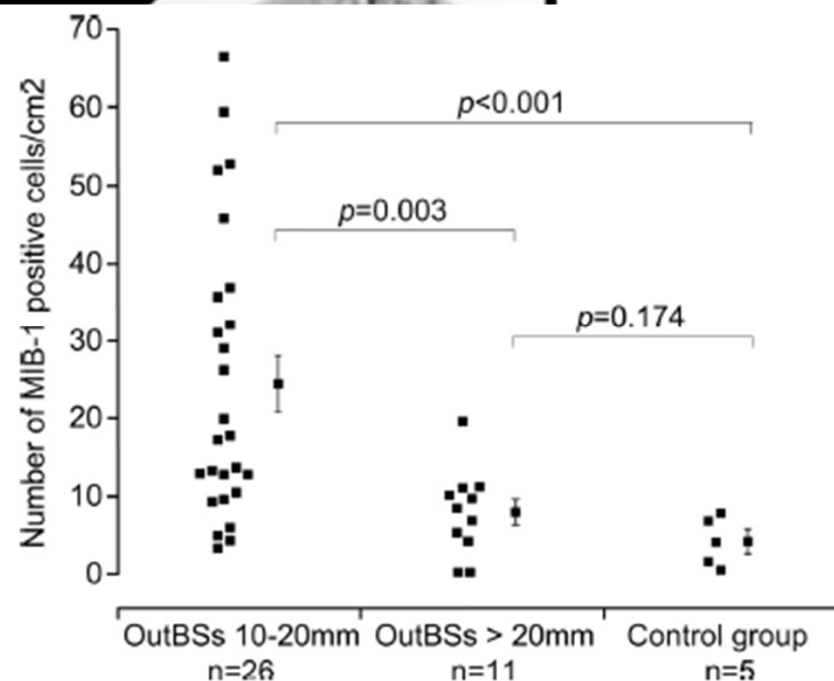 Number of MIB-1 positive cells/cm2
70
60
50
40
30
20
10
0
p<0.001
p=0.003
p=0.174
OutBSs 10-20mm OutBSs > 20mm Control group
n=26 n=11 n=5